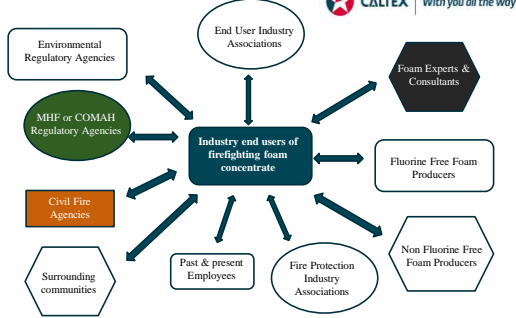 CALTEX
With you all the way
End User Industry
Associations
Environmental
Regulatory Agencies
Foam Experts &
Consultants
MHF or COMAH
Regulatory Agencies
Industry end users of
firefighting foam
concentrate
Fluorine Free Foam
Producers
Civil Fire
Agencies
Non Fluorine Free
Foam Producers
Surrounding
communities
Past & present
Employees
Fire Protection
Industry
Associations